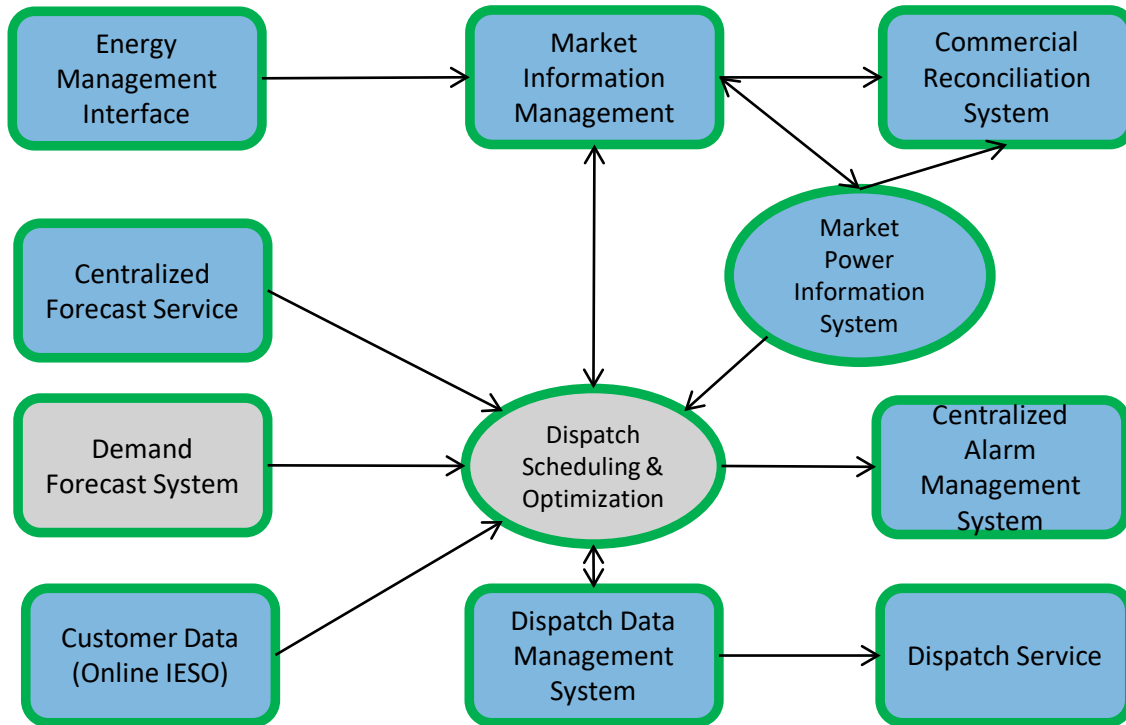 Energy
Management
Interface
Market
Information
Management
Commercial
Reconciliation
System
Centralized
Forecast Service
Market
Power
Information
System
Demand
Forecast System
Dispatch
Scheduling &
Optimization
Centralized
Alarm
Management
System
Customer Data
(Online IESO)
Dispatch Data
Management
System
Dispatch Service